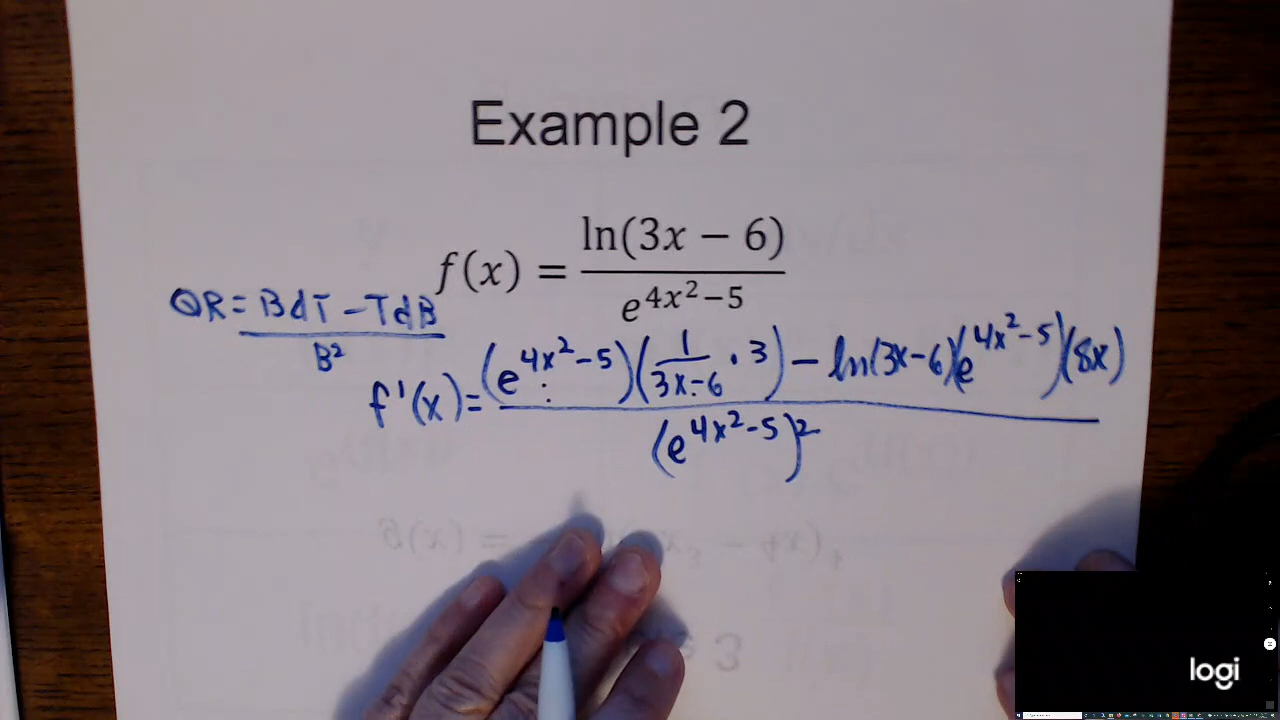 Example 2
f(x) = ln(3x − 6) / e^(4x² − 5)
QR = BdT − TdB / B²
f'(x) = (e^(4x² − 5))(1/(3x − 6) · 3) − ln(3x − 6)(e^(4x² − 5))(8x) / (e^(4x² − 5))²
3
logi